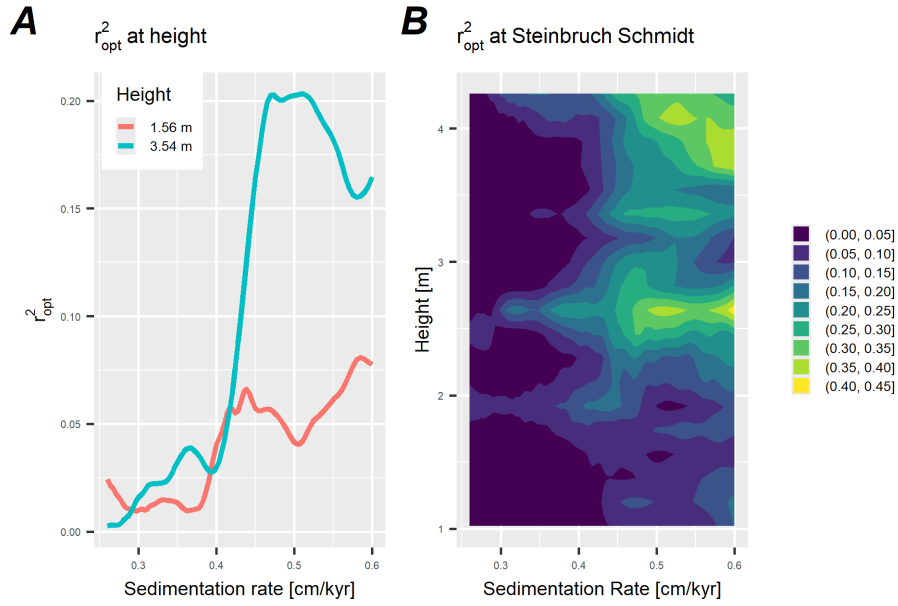 A
r²opt at height
Height
1.56 m
3.54 m
0.20
0.15
0.10
0.05
0.00
r²opt
0.3
0.4
0.5
0.6
Sedimentation rate [cm/kyr]
B
r²opt at Steinbruch Schmidt
4
3
2
1
Height [m]
0.3
0.4
0.5
0.6
Sedimentation Rate [cm/kyr]
(0.00, 0.05]
(0.05, 0.10]
(0.10, 0.15]
(0.15, 0.20]
(0.20, 0.25]
(0.25, 0.30]
(0.30, 0.35]
(0.35, 0.40]
(0.40, 0.45]